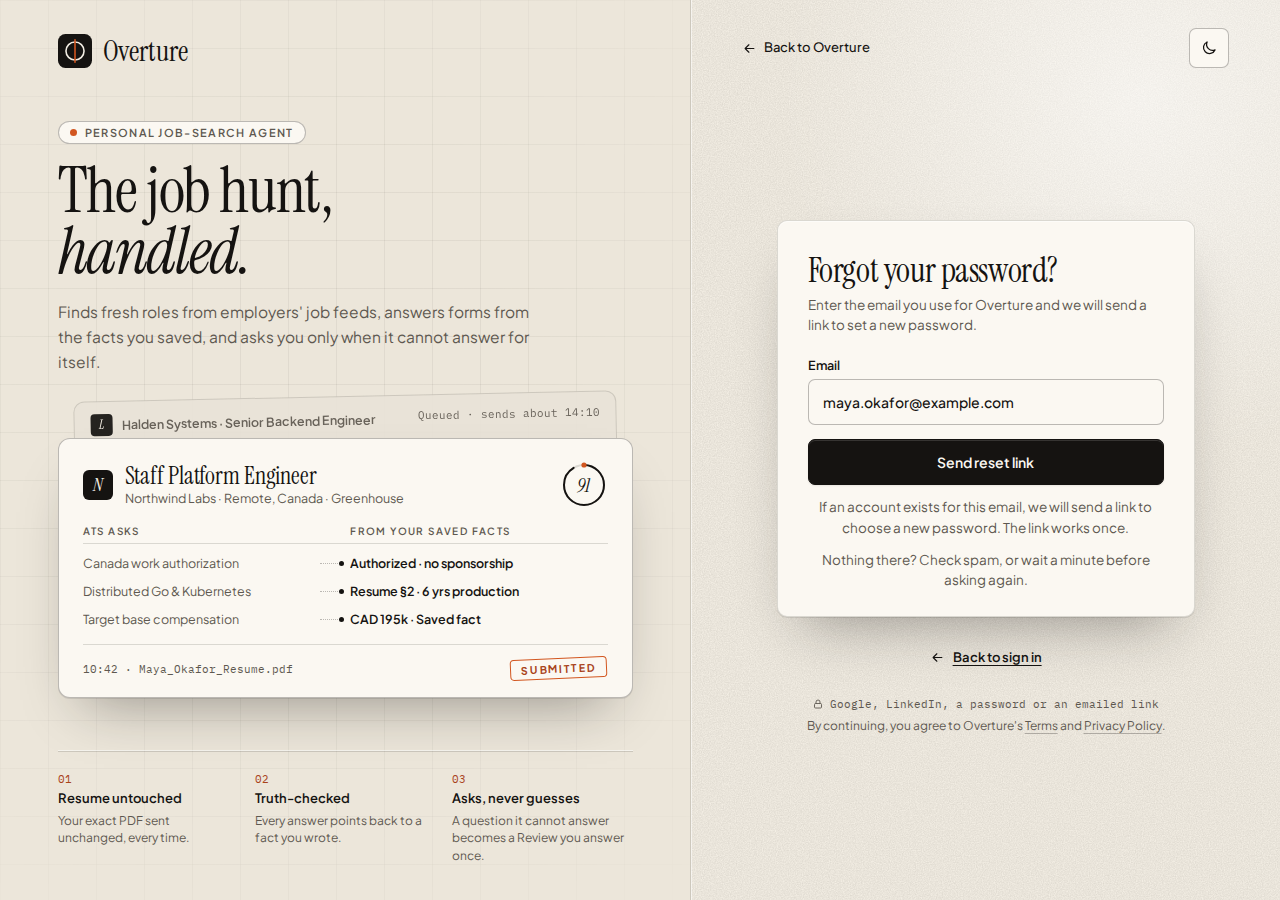 Overture
PERSONAL JOB-SEARCH AGENT
The job hunt,
handled.
Finds fresh roles from employers' job feeds, answers forms from
the facts you saved, and asks you only when it cannot answer for
itself.
L Halden Systems · Senior Backend Engineer Queued · sends about 14:10
N Staff Platform Engineer 91
Northwind Labs · Remote, Canada · Greenhouse
ATS ASKS FROM YOUR SAVED FACTS
Canada work authorization Authorized · no sponsorship
Distributed Go & Kubernetes Resume §2 · 6 yrs production
Target base compensation CAD 195k · Saved fact
10:42 · Maya_Okafor_Resume.pdf SUBMITTED
01
Resume untouched
Your exact PDF sent
unchanged, every time.
02
Truth-checked
Every answer points back to a
fact you wrote.
03
Asks, never guesses
A question it cannot answer
becomes a Review you answer
once.
← Back to Overture
Forgot your password?
Enter the email you use for Overture and we will send a
link to set a new password.
Email
maya.okafor@example.com
Send reset link
If an account exists for this email, we will send a link to
choose a new password. The link works once.
Nothing there? Check spam, or wait a minute before
asking again.
← Back to sign in
Google, LinkedIn, a password or an emailed link
By continuing, you agree to Overture's Terms and Privacy Policy.